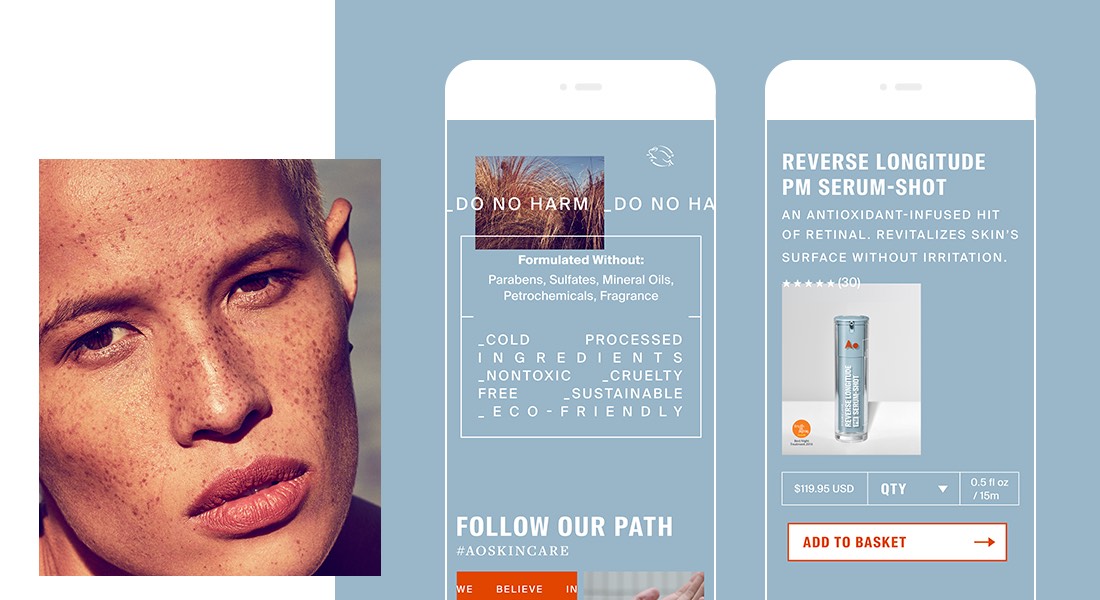 _DO NO HARM _DO NO HA
Formulated Without:
Parabens, Sulfates, Mineral Oils,
Petrochemicals, Fragrance
_COLD PROCESSED
INGREDIENTS
_NONTOXIC _CRUELTY
FREE _SUSTAINABLE
_ECO-FRIENDLY
FOLLOW OUR PATH
#AOSKINCARE
WE BELIEVE IN
REVERSE LONGITUDE
PM SERUM-SHOT
AN ANTIOXIDANT-INFUSED HIT
OF RETINAL. REVITALIZES SKIN'S
SURFACE WITHOUT IRRITATION.
★★★★★(30)
Ao
REVERSE LONGITUDE
PM SERUM-SHOT
$119.95 USD
QTY
0.5 fl oz
/ 15m
ADD TO BASKET